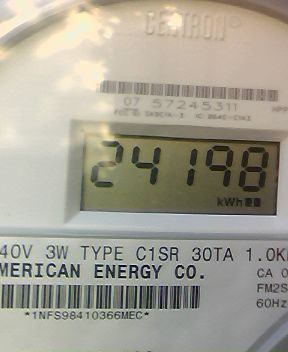 CENTRON®
07 57245311
24198
kWh
40V 3W TYPE C1SR 30TA 1.0K
MERICAN ENERGY CO.
CA 0
FM2S
60Hz
*1NFS98410366MEC*